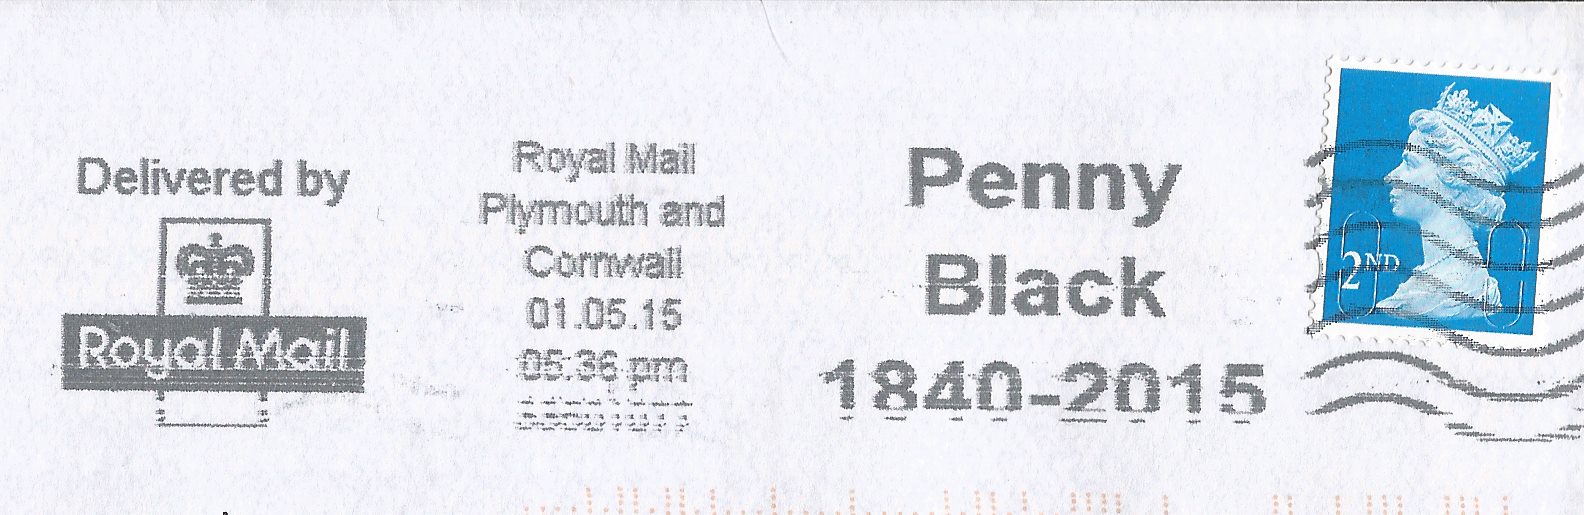 Delivered by
Royal Mail
Royal Mail
Plymouth and
Cornwall
01.05.15
05:36 pm
Penny
Black
1840-2015
2ND